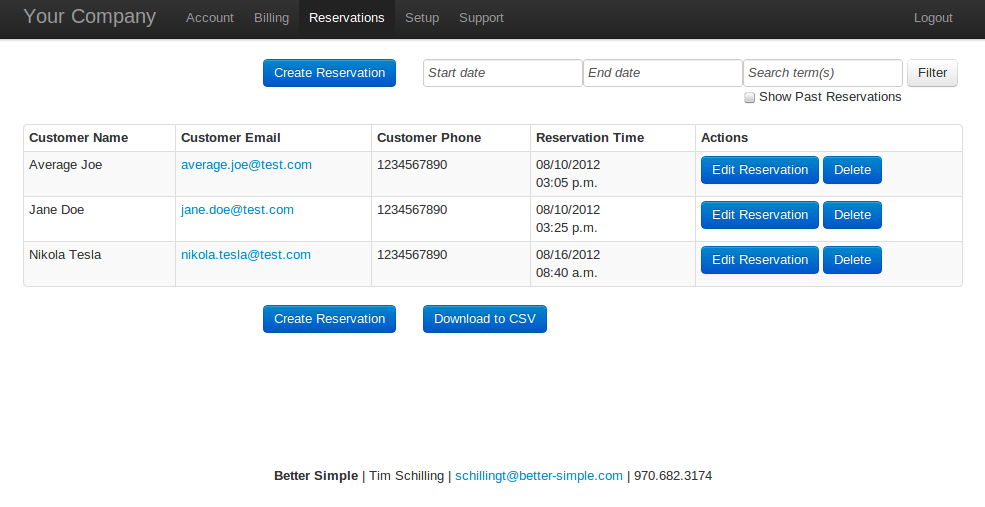 Your Company Account Billing Reservations Setup Support Logout
Create Reservation Start date End date Search term(s) Filter
Show Past Reservations
Customer Name Customer Email Customer Phone Reservation Time Actions
Average Joe average.joe@test.com 1234567890 08/10/2012 Edit Reservation Delete
03:05 p.m.
Jane Doe jane.doe@test.com 1234567890 08/10/2012 Edit Reservation Delete
03:25 p.m.
Nikola Tesla nikola.tesla@test.com 1234567890 08/16/2012 Edit Reservation Delete
08:40 a.m.
Create Reservation Download to CSV
Better Simple | Tim Schilling | schillingt@better-simple.com | 970.682.3174